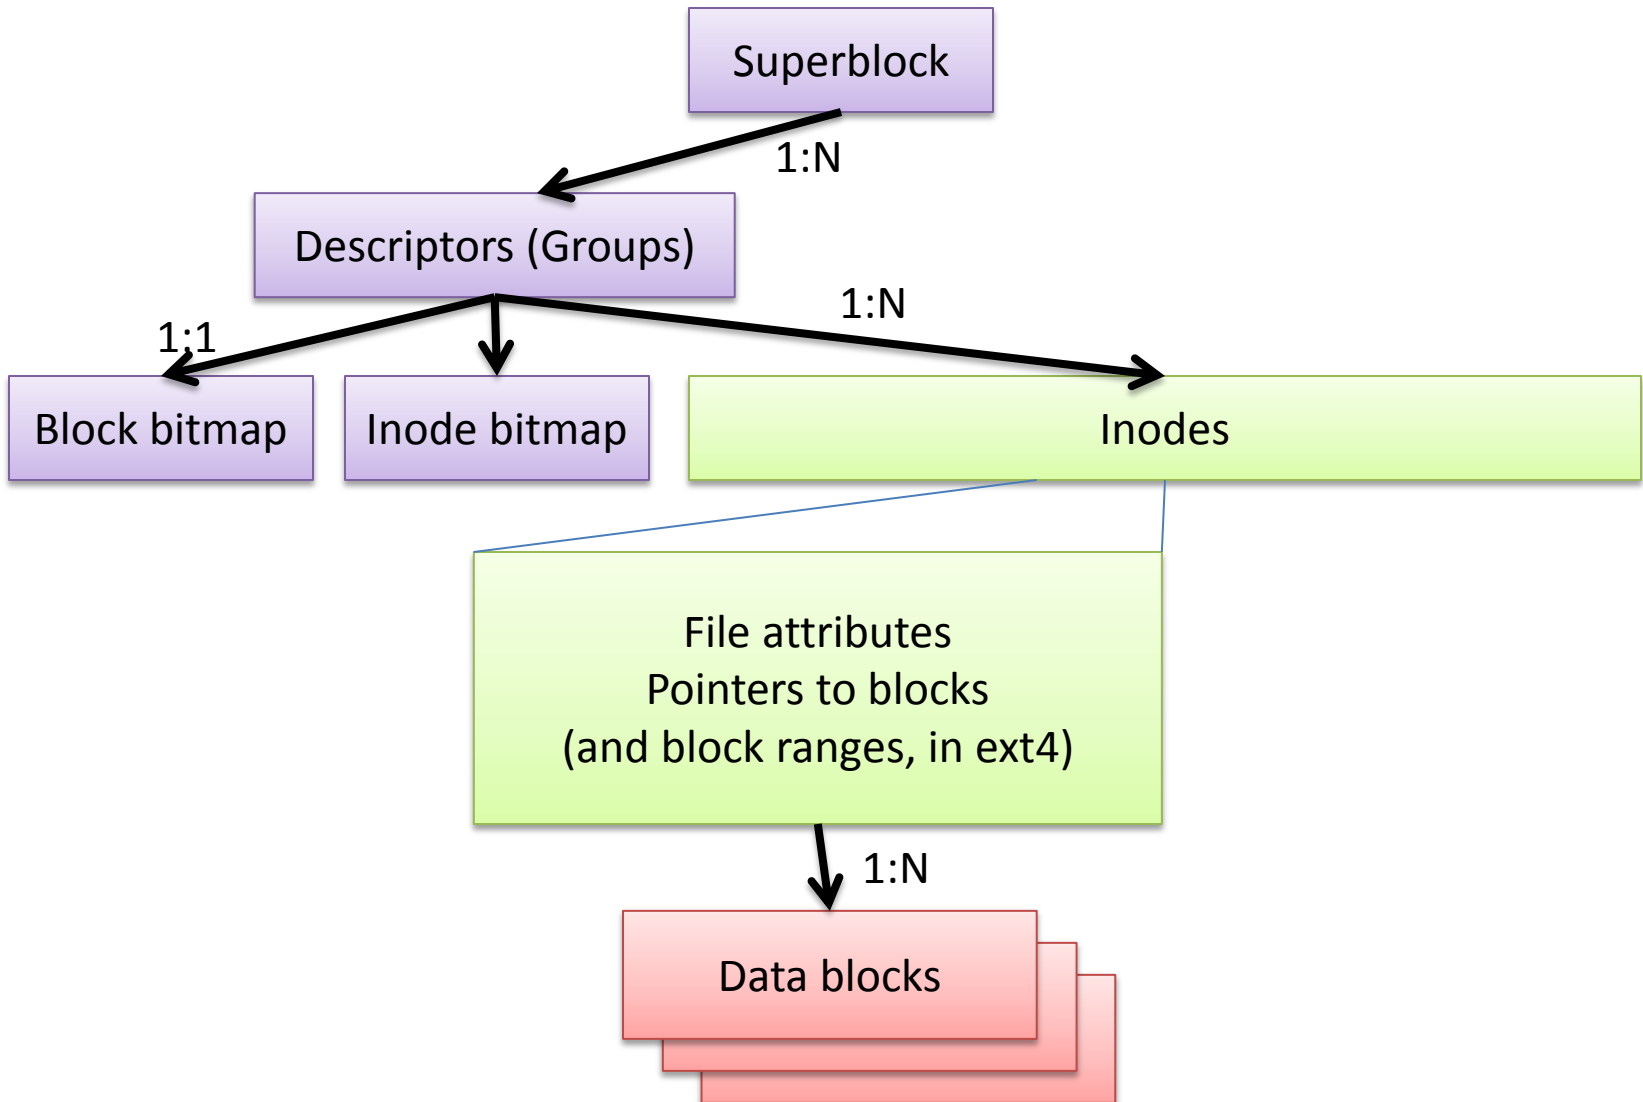 Superblock
1:N
Descriptors (Groups)
1:N
1:1
Block bitmap
Inode bitmap
Inodes
File attributes
Pointers to blocks
(and block ranges, in ext4)
1:N
Data blocks